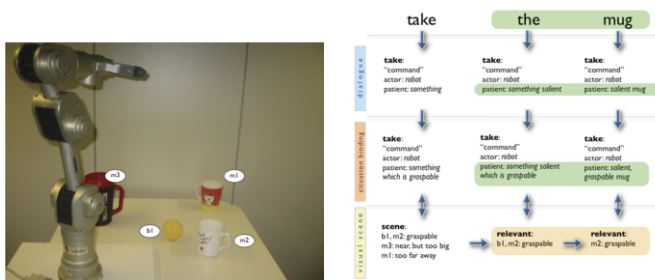 m3
m1
b1
m2
take the mug
dialogue
take:
"command"
actor: robot
patient: something
take:
"command"
actor: robot
patient: something salient
take:
"command"
actor: robot
patient: salient mug
situation binding
take:
"command"
actor: robot
patient: something
which is graspable
take:
"command"
actor: robot
patient: something salient
which is graspable
take:
"command"
actor: robot
patient: salient,
graspable mug
visual scene
scene:
b1, m2: graspable
m3: near, but too big
m1: too far away
relevant:
b1, m2: graspable
relevant:
m2: graspable